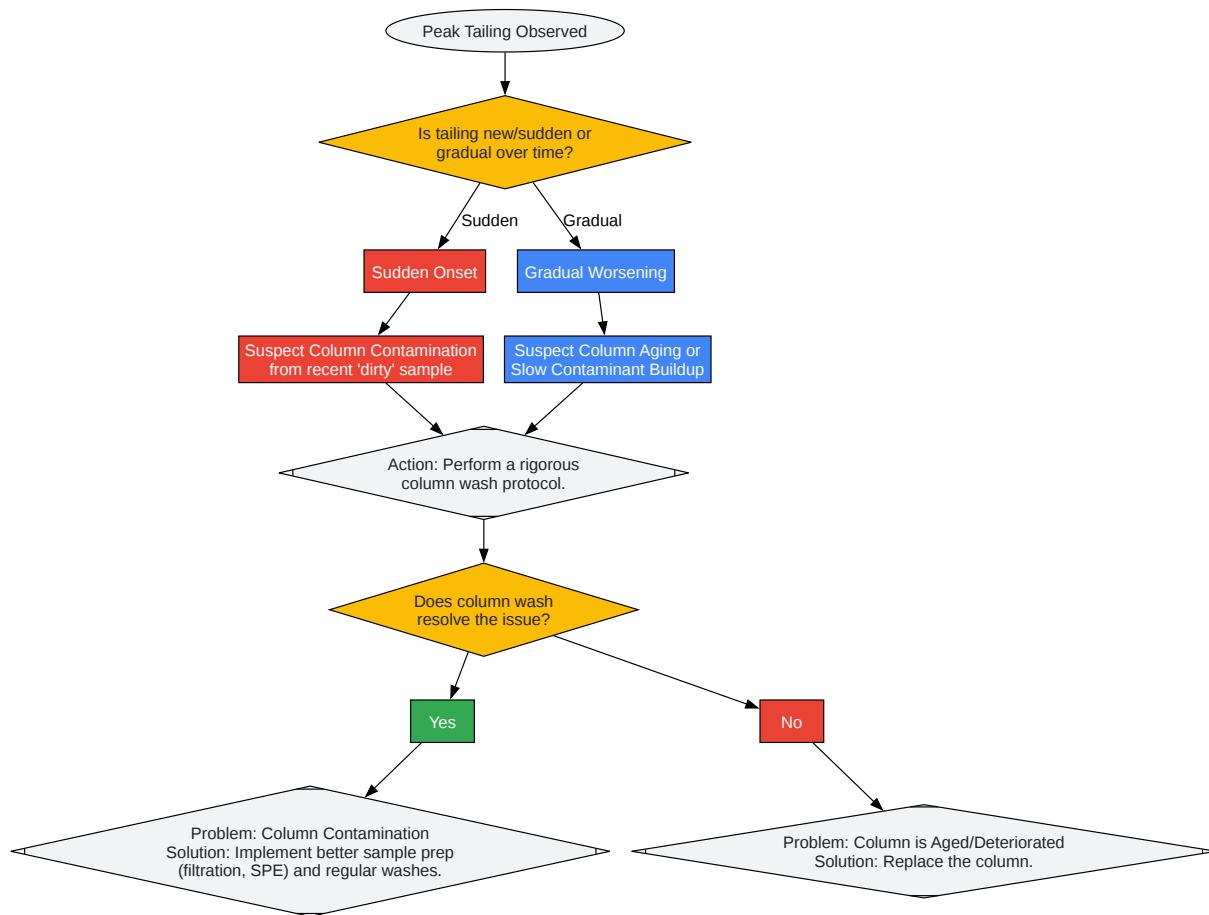 Peak Tailing Observed
Is tailing new/sudden or
gradual over time?
Sudden
Gradual
Sudden Onset
Gradual Worsening
Suspect Column Contamination
from recent 'dirty' sample
Suspect Column Aging or
Slow Contaminant Buildup
Action: Perform a rigorous
column wash protocol.
Does column wash
resolve the issue?
Yes
No
Problem: Column Contamination
Solution: Implement better sample prep
(filtration, SPE) and regular washes.
Problem: Column is Aged/Deteriorated
Solution: Replace the column.